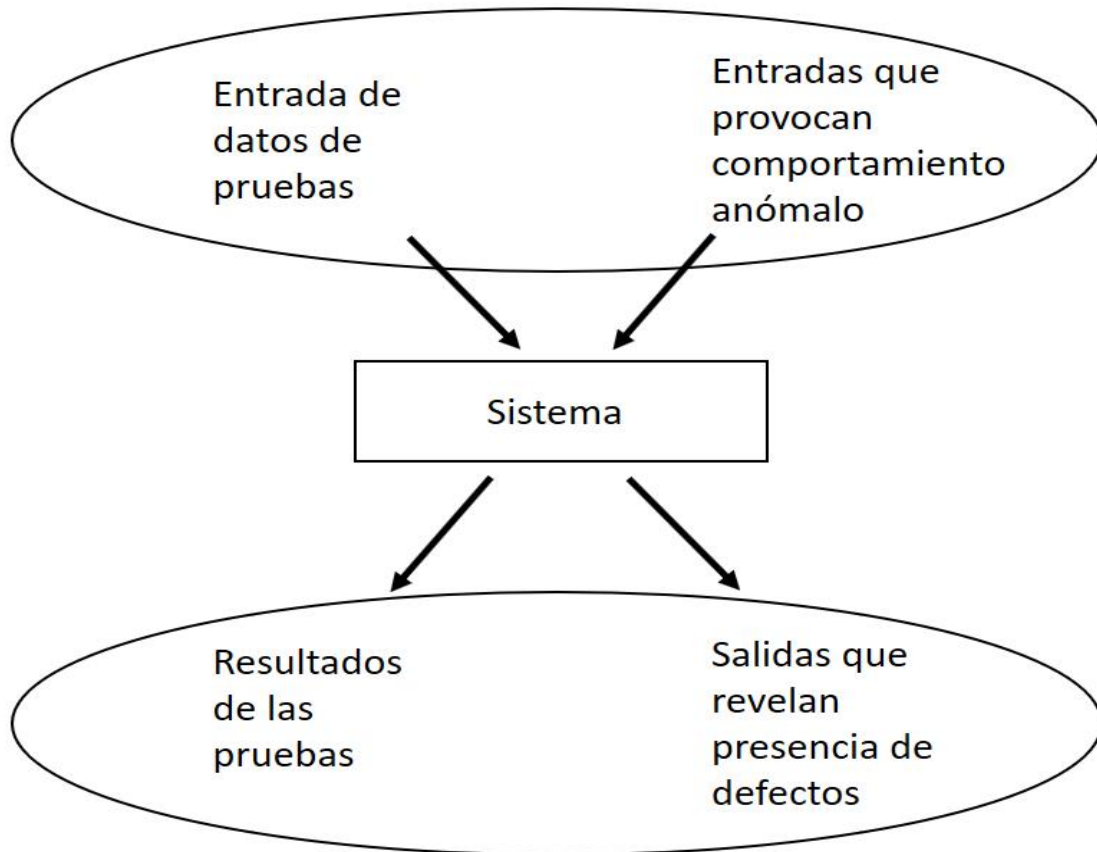 Entrada de
datos de
pruebas
Entradas que
provocan
comportamiento
anómalo
Sistema
Resultados
de las
pruebas
Salidas que
revelan
presencia de
defectos